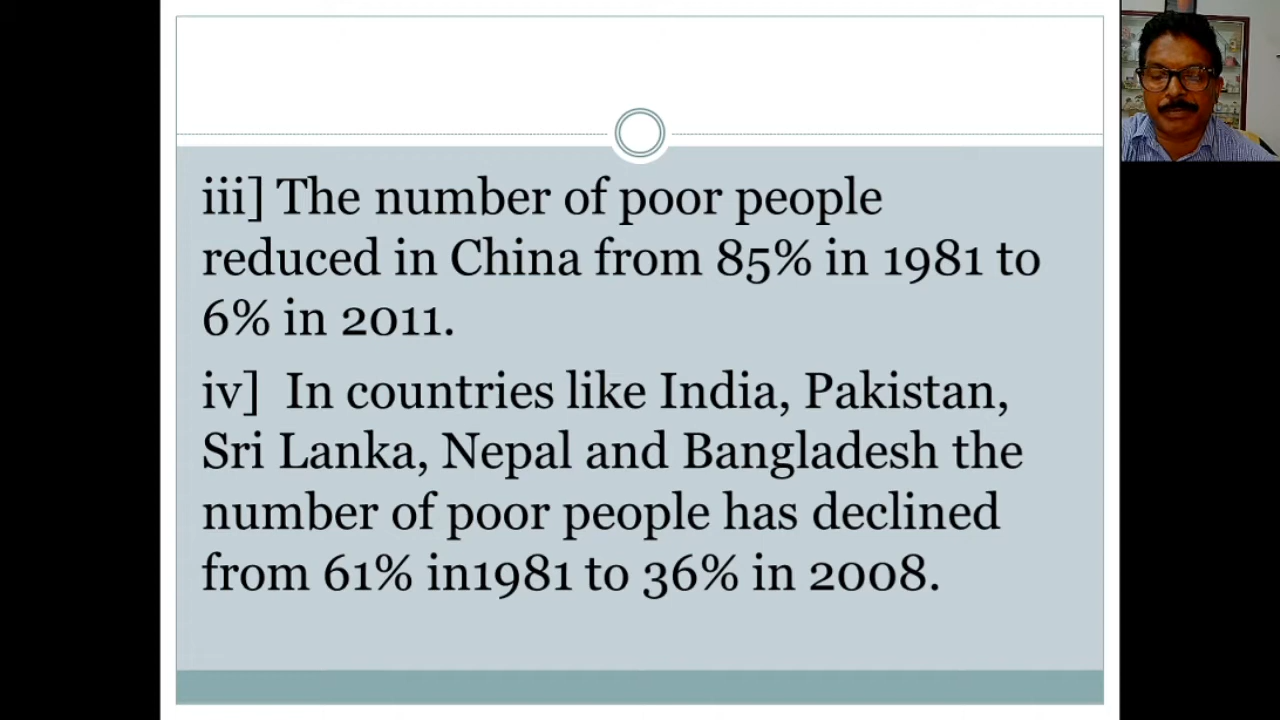 iii] The number of poor people
reduced in China from 85% in 1981 to
6% in 2011.
iv]  In countries like India, Pakistan,
Sri Lanka, Nepal and Bangladesh the
number of poor people has declined
from 61% in1981 to 36% in 2008.